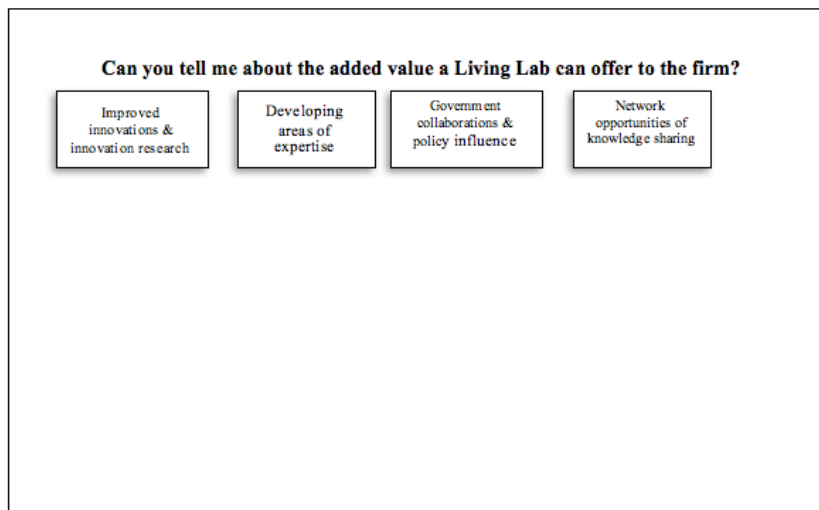 Can you tell me about the added value a Living Lab can offer to the firm?
Improved
innovations &
innovation research
Developing
areas of
expertise
Government
collaborations &
policy influence
Network
opportunities of
knowledge sharing